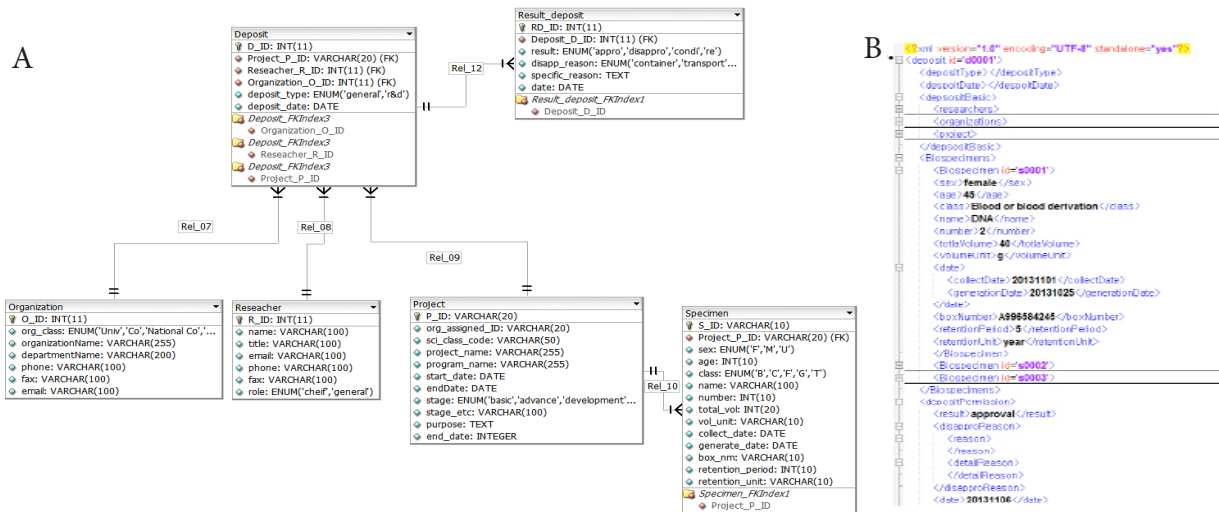 A
Deposit
D_ID: INT(11)
Project_P_ID: VARCHAR(20) (FK)
Reseacher_R_ID: INT(11) (FK)
Organization_O_ID: INT(11) (FK)
deposit_type: ENUM('general','r&d')
deposit_date: DATE
Deposit_FKIndex3
Organization_O_ID
Deposit_FKIndex3
Reseacher_R_ID
Deposit_FKIndex3
Project_P_ID
Rel_12
Result_deposit
RD_ID: INT(11)
Deposit_D_ID: INT(11) (FK)
result: ENUM('appro','disappro','condi','re')
disapp_reason: ENUM('container','transport'...
specific_reason: TEXT
date: DATE
Result_deposit_FKIndex1
Deposit_D_ID
Rel_07
Rel_08
Rel_09
Organization
O_ID: INT(11)
org_class: ENUM('Univ','Co','National Co','...
organizationName: VARCHAR(255)
departmentName: VARCHAR(200)
phone: VARCHAR(100)
fax: VARCHAR(100)
email: VARCHAR(100)
Reseacher
R_ID: INT(11)
name: VARCHAR(100)
title: VARCHAR(100)
email: VARCHAR(100)
phone: VARCHAR(100)
fax: VARCHAR(100)
role: ENUM('cheif','general')
Project
P_ID: VARCHAR(20)
org_assigned_ID: VARCHAR(20)
sci_class_code: VARCHAR(50)
project_name: VARCHAR(255)
program_name: VARCHAR(255)
start_date: DATE
endDate: DATE
stage: ENUM('basic','advance','development'...
stage_etc: VARCHAR(100)
purpose: TEXT
end_date: INTEGER
Rel_10
Specimen
S_ID: VARCHAR(10)
Project_P_ID: VARCHAR(20) (FK)
sex: ENUM('F','M','U')
age: INT(10)
class: ENUM('B','C','F','G','T')
name: VARCHAR(100)
number: INT(10)
total_vol: INT(20)
vol_unit: VARCHAR(10)
collect_date: DATE
generate_date: DATE
box_nm: VARCHAR(10)
retention_period: INT(10)
retention_unit: VARCHAR(10)
Specimen_FKIndex1
Project_P_ID
B
<?xml version="1.0" encoding="UTF-8" standalone="yes"?>
<deposit id='d0001'>
<depositType></depositType>
<despoitDate></despoitDate>
<depsositBasic>
<researchers>
<organizations>
<project>
</depsositBasic>
<Biospecimens>
<Biospecimen id='s0001'>
<sex>female</sex>
<age>45</age>
<class>Blood or blood derivation</class>
<name>DNA</name>
<number>2</number>
<totlaVolume>40</totlaVolume>
<volumeUnit>g</volumeUnit>
<date>
<collectDate>20131101</collectDate>
<generationDate>20131025</generationDate>
</date>
<boxNumber>A996584245</boxNumber>
<retentionPeriod>5</retentionPeriod>
<retentionUnit>year</retentionUnit>
</Biospecimen>
<Biospecimen id='s0002'>
<Biospecimen id='s0003'>
</Biospecimens>
<depositPermission>
<result>approval</result>
<disapproReason>
<reason>
</reason>
<detailReason>
</detailReason>
</disapproReason>
<date>20131106</date>